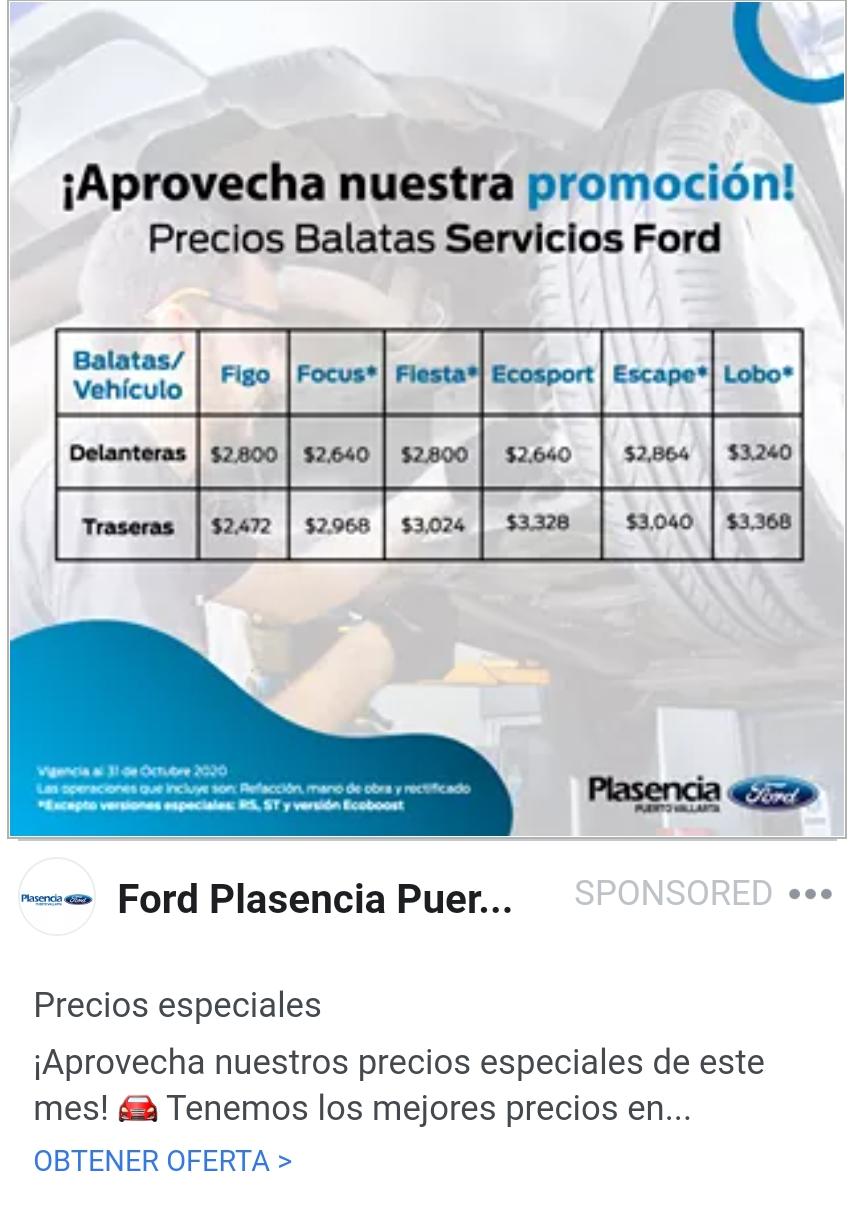 ¡Aprovecha nuestra promoción!
Precios Balatas Servicios Ford
Balatas/ Vehículo Figo Focus* Fiesta* Ecosport Escape* Lobo*
Delanteras $2,800 $2,640 $2,800 $2,640 $2,864 $3,240
Traseras $2,472 $2,968 $3,024 $3,328 $3,040 $3,368
Vigencia al 31 de Octubre 2020
Las operaciones que incluye son: Refacción, mano de obra y rectificado
*Excepto versiones especiales: RS, ST y versión Ecoboost
Plasencia Ford
PUERTO VALLARTA
Plasencia Ford
Ford Plasencia Puer... SPONSORED
Precios especiales
¡Aprovecha nuestros precios especiales de este
mes! 🚘 Tenemos los mejores precios en...
OBTENER OFERTA >